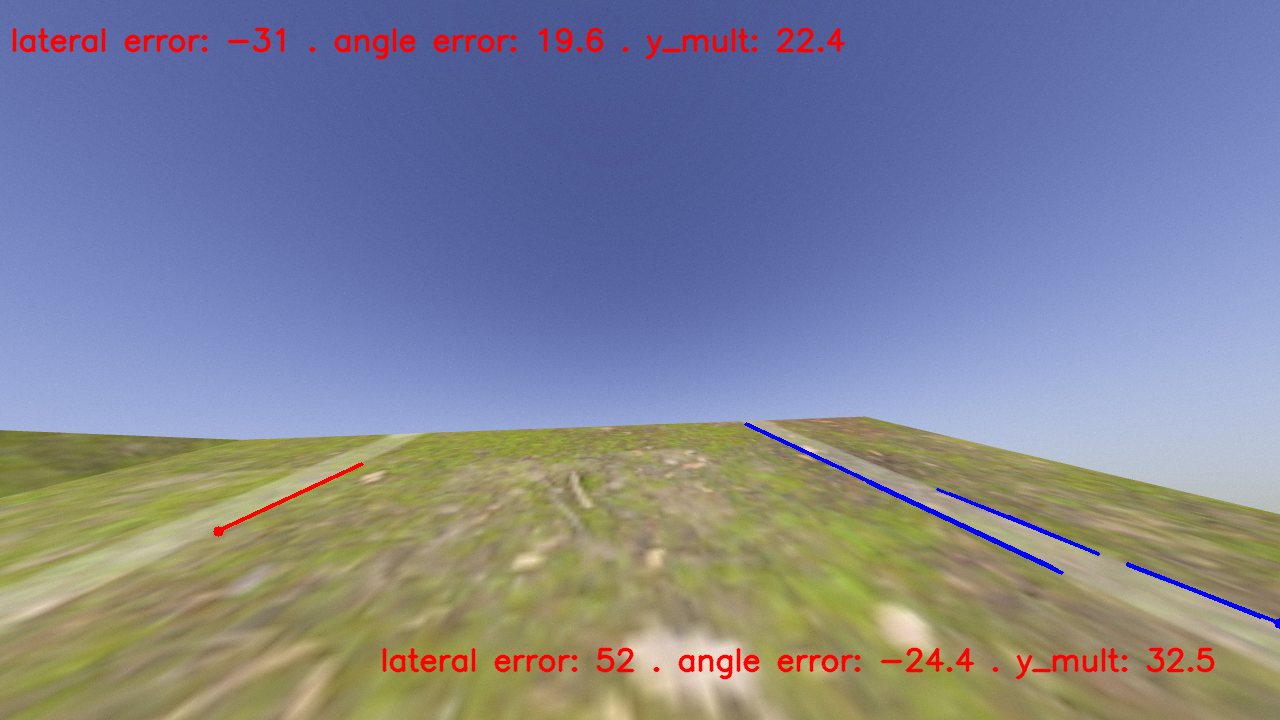 lateral error: -31 . angle error: 19.6 . y_mult: 22.4
lateral error: 52 . angle error: -24.4 . y_mult: 32.5